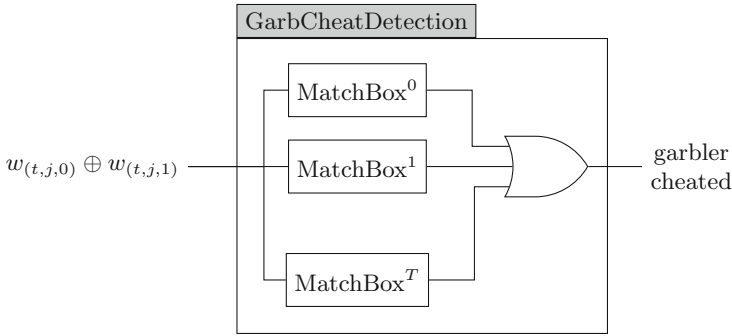 GarbCheatDetection
MatchBox^0
w_{(t,j,0)} ⊕ w_{(t,j,1)}
MatchBox^1
garbler
cheated
MatchBox^T